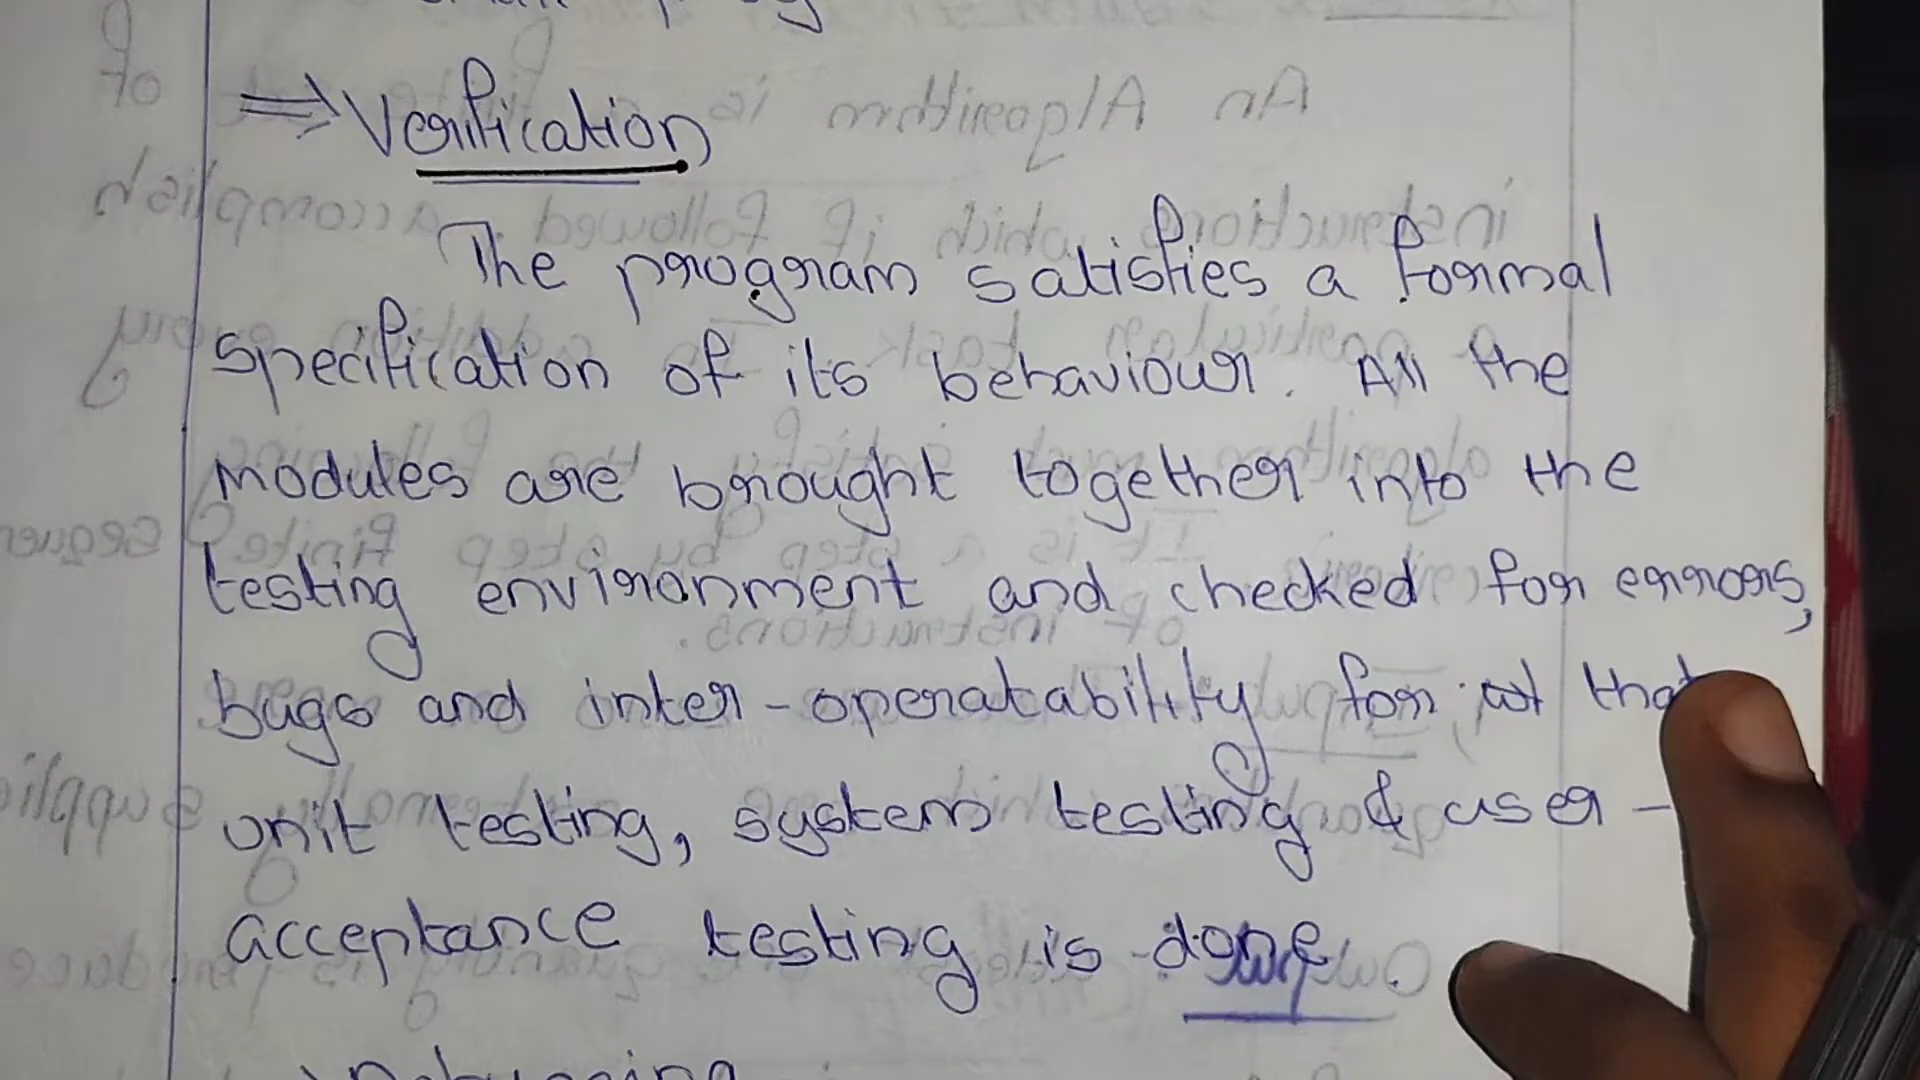 ⇒ Verification
The program satisfies a formal
specification of its behaviour. All the
modules are brought together into the
testing environment and checked for errors,
bugs and inter-operatability for that
unit testing, system testing & user-
acceptance testing is done